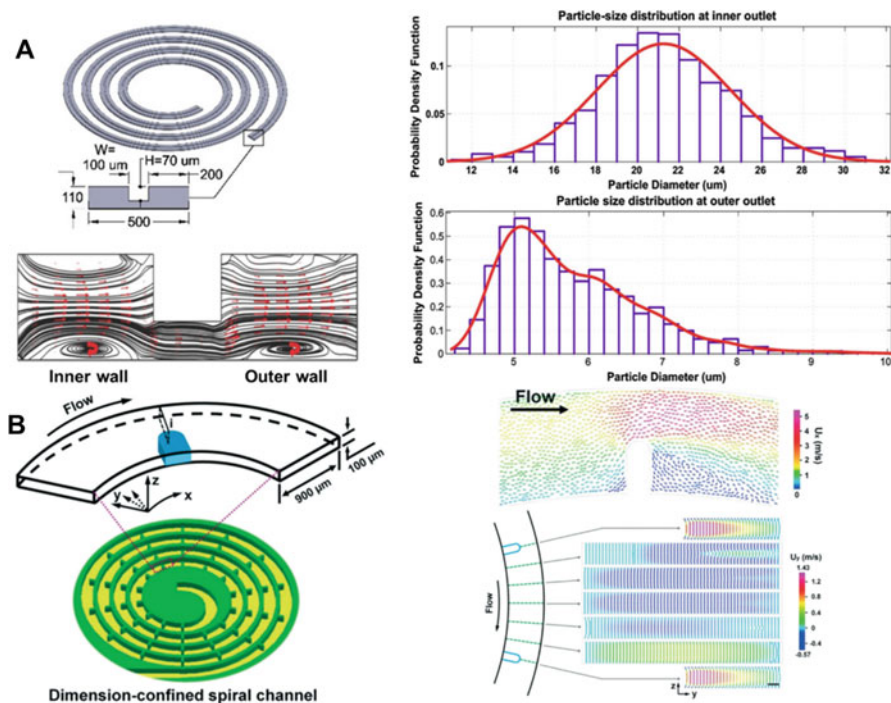 A
W=
100 um
H=70 um
200
110
500
Inner wall
Outer wall
Particle-size distribution at inner outlet
Probability Density Function
0.1
0.05
0
12 14 16 18 20 22 24 26 28 30 32
Particle Diameter (um)
Particle size distribution at outer outlet
Probability Density Function
0.6
0.5
0.4
0.3
0.2
0.1
0
5 6 7 8 9 10
Particle Diameter (um)
B
Flow
i
z
y
x
900 μm
100 μm
Dimension-confined spiral channel
Flow
5
4
3
2
1
0
Uₓ (m/s)
Flow
Uᵧ (m/s)
1.43
1.2
0.8
0.4
0
-0.4
-0.57
z
y